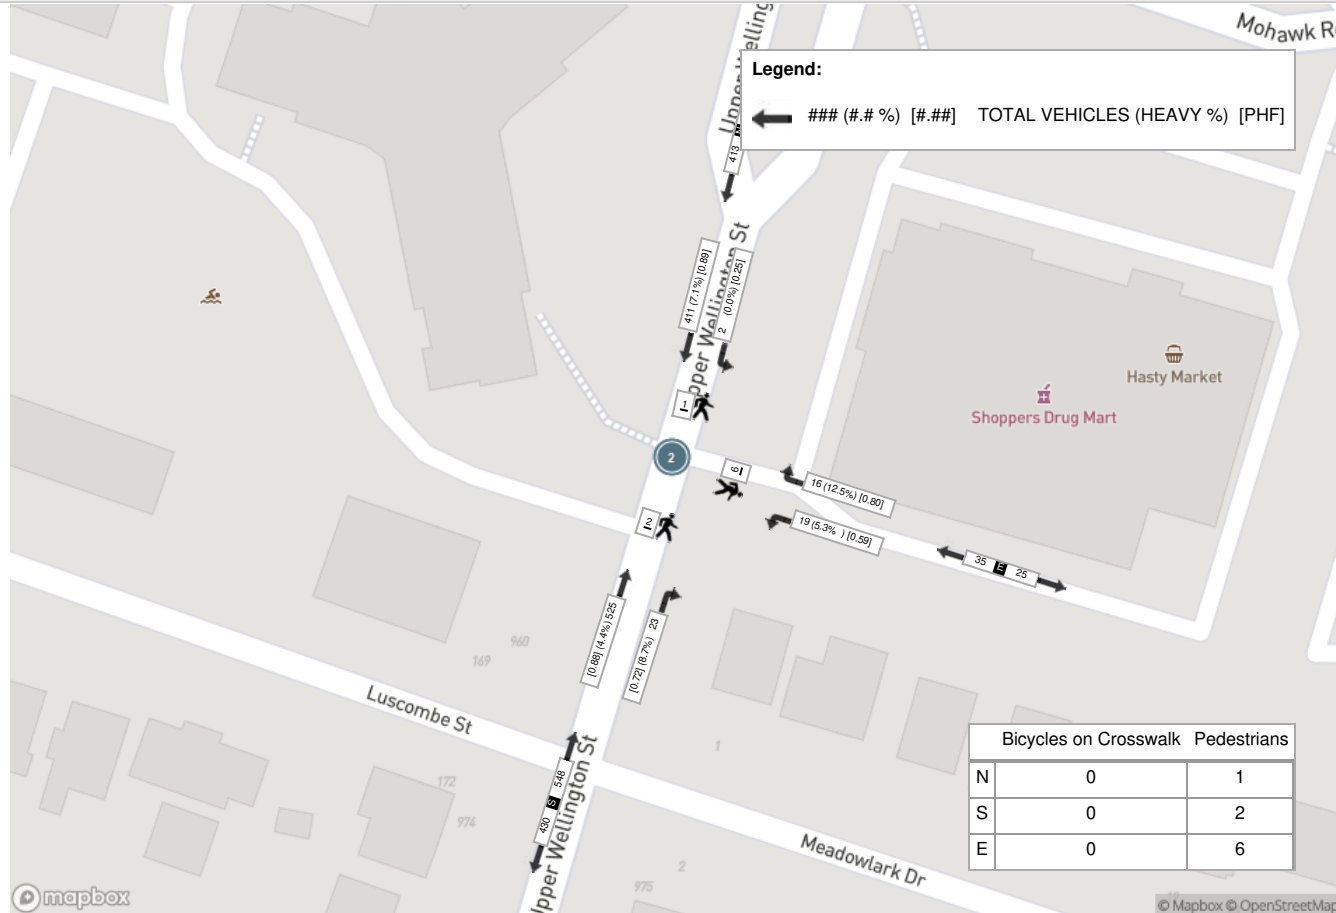 Mohawk R
Upper Welling
Legend:
### (#.# %) [#.##] TOTAL VEHICLES (HEAVY %) [PHF]
413 N
Upper Wellington St
411 (7.1%) [0.89]
2 (0.0%) [0.25]
pper Wellington St
Hasty Market
Shoppers Drug Mart
1
2
6
16 (12.5%) [0.80]
19 (5.3% ) [0.59]
2
35 E 25
[0.88] (4.4%) 525
[0.72] (8.7%) 23
960
169
Luscombe St
1
548 S 430
Upper Wellington St
172
974
Meadowlark Dr
2
975
Bicycles on Crosswalk Pedestrians
N 0 1
S 0 2
E 0 6
mapbox
© Mapbox © OpenStreetMap